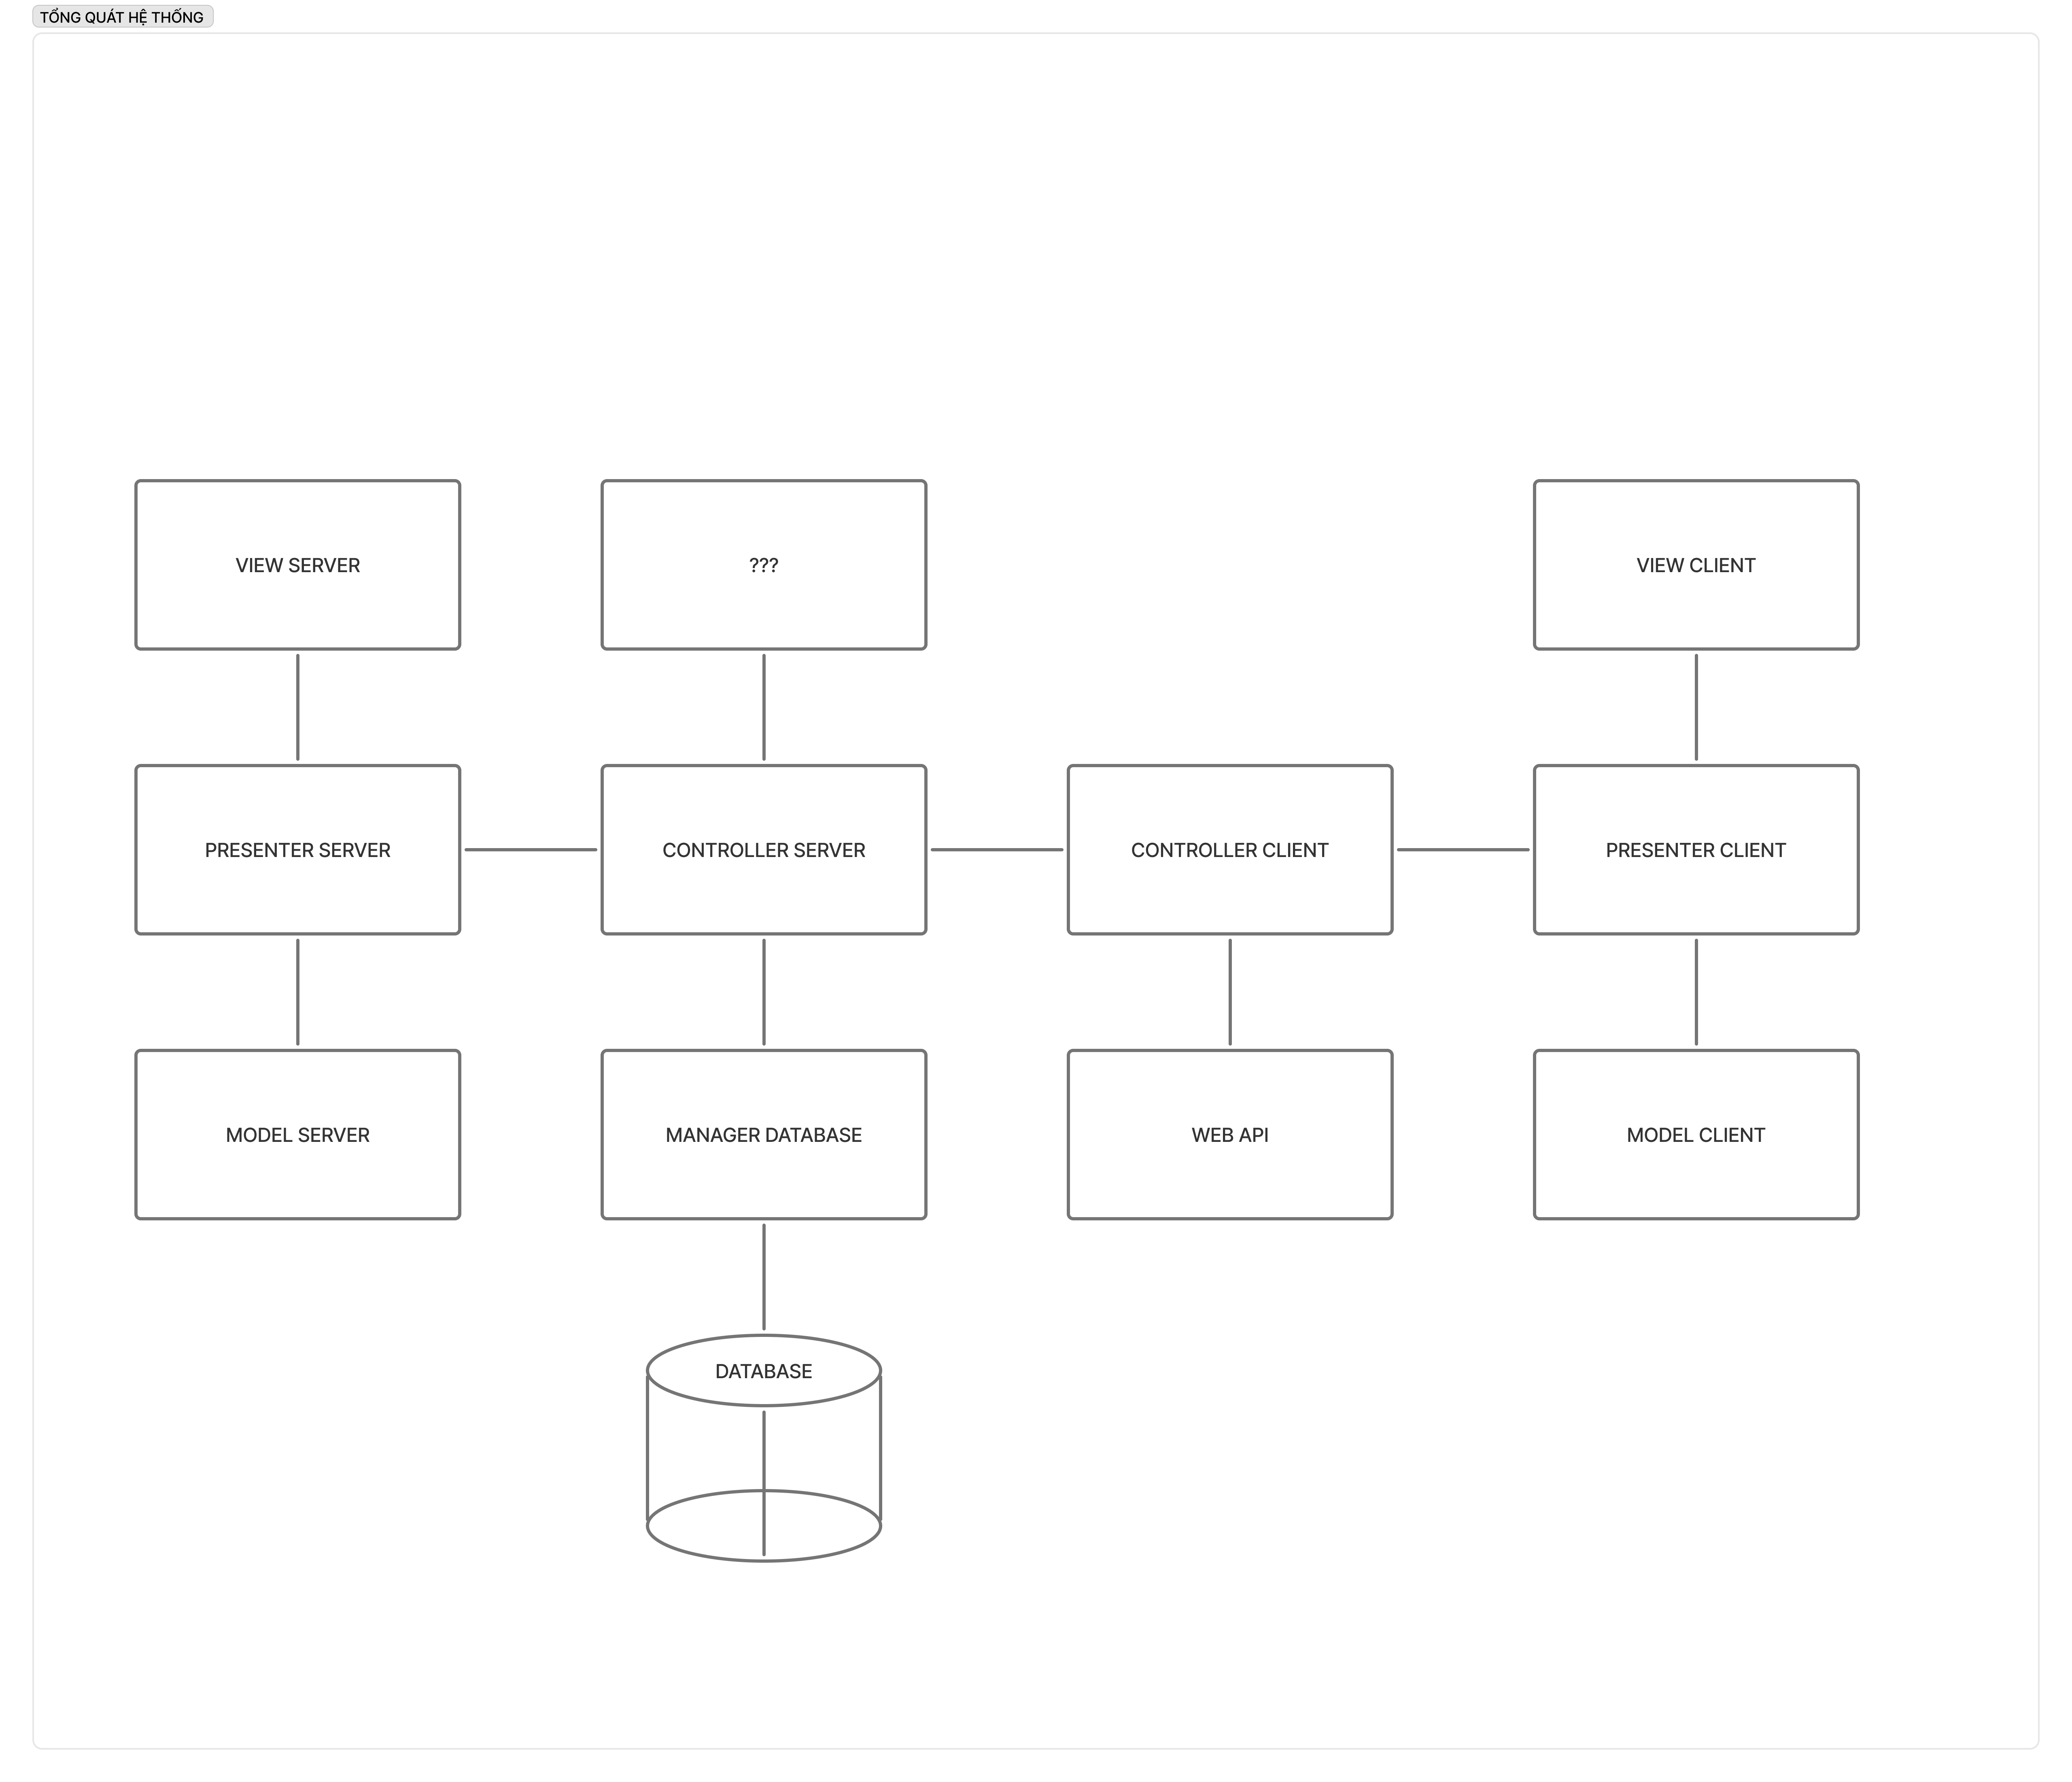 TỔNG QUÁT HỆ THỐNG
VIEW SERVER
???
VIEW CLIENT
PRESENTER SERVER
CONTROLLER SERVER
CONTROLLER CLIENT
PRESENTER CLIENT
MODEL SERVER
MANAGER DATABASE
WEB API
MODEL CLIENT
DATABASE